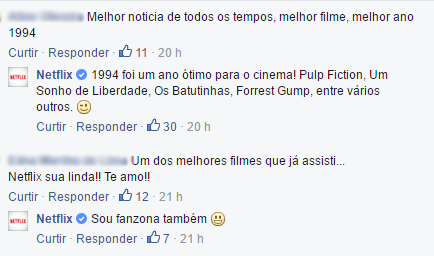 Melhor noticia de todos os tempos, melhor filme, melhor ano
1994
Curtir · Responder · 11 · 20 h
NETFLIX
Netflix 1994 foi um ano ótimo para o cinema! Pulp Fiction, Um
Sonho de Liberdade, Os Batutinhas, Forrest Gump, entre vários
outros.
Curtir · Responder · 30 · 20 h
Um dos melhores filmes que já assisti...
Netflix sua linda!! Te amo!!
Curtir · Responder · 12 · 21 h
NETFLIX
Netflix Sou fanzona também
Curtir · Responder · 7 · 21 h